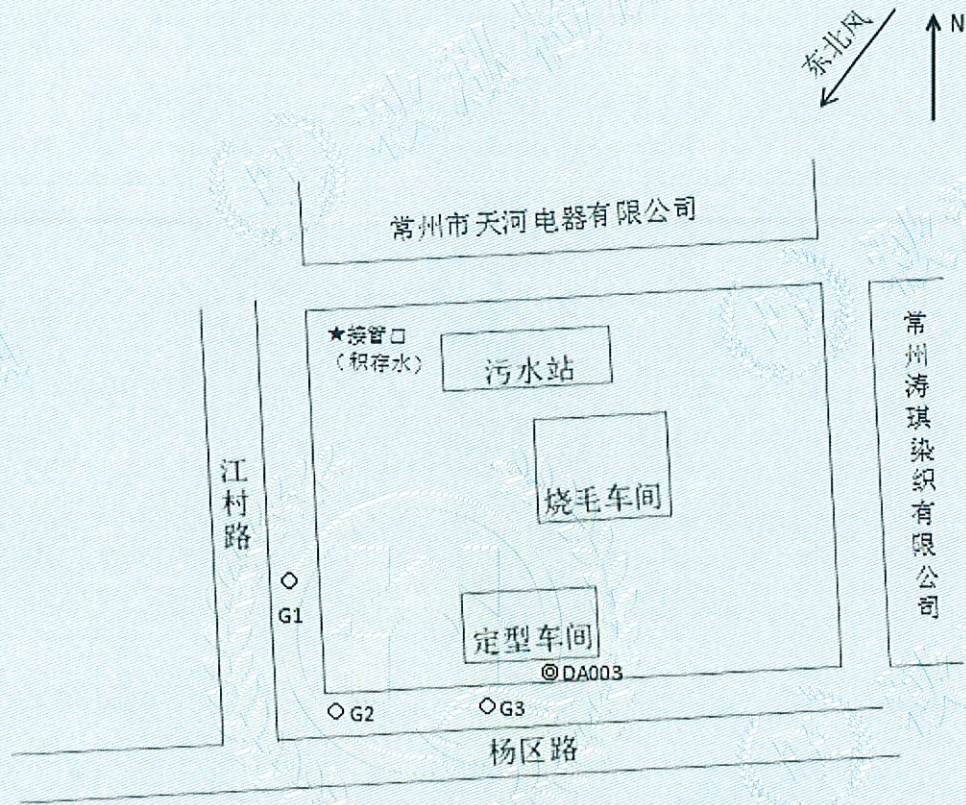 东北风
N
常州市天河电器有限公司
★接管口
（积存水）
污水站
常州涛琪染织有限公司
烧毛车间
江村路
G1
定型车间
◎DA003
G2
G3
杨区路